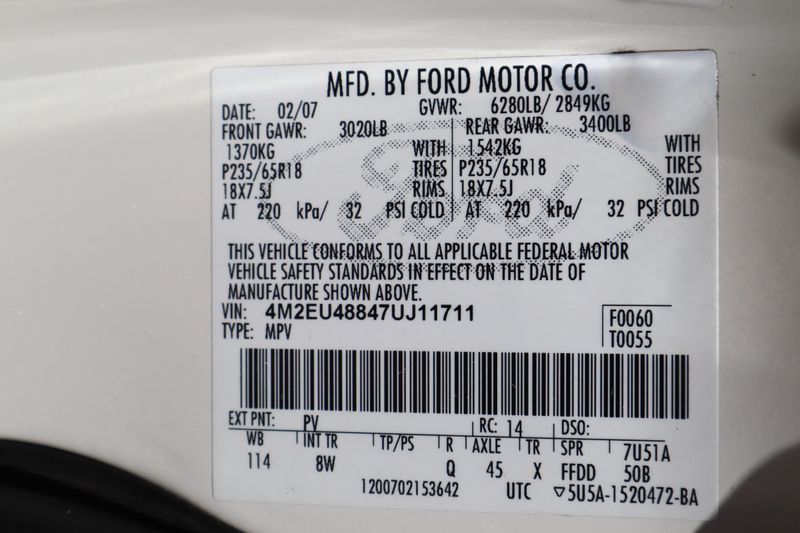 MFD. BY FORD MOTOR CO.
DATE: 02/07 GVWR: 6280LB/ 2849KG
FRONT GAWR: 3020LB REAR GAWR: 3400LB
1370KG WITH 1542KG WITH
P235/65R18 TIRES P235/65R18 TIRES
18X7.5J RIMS 18X7.5J RIMS
AT 220 kPa/ 32 PSI COLD AT 220 kPa/ 32 PSI COLD
Ford
THIS VEHICLE CONFORMS TO ALL APPLICABLE FEDERAL MOTOR
VEHICLE SAFETY STANDARDS IN EFFECT ON THE DATE OF
MANUFACTURE SHOWN ABOVE.
VIN: 4M2EU48847UJ11711 F0060
TYPE: MPV T0055
EXT PNT: PV RC: 14 DSO:
WB INT TR TP/PS R AXLE TR SPR 7U51A
114 8W Q 45 X FFDD 50B
1200702153642 UTC ▽5U5A-1520472-BA